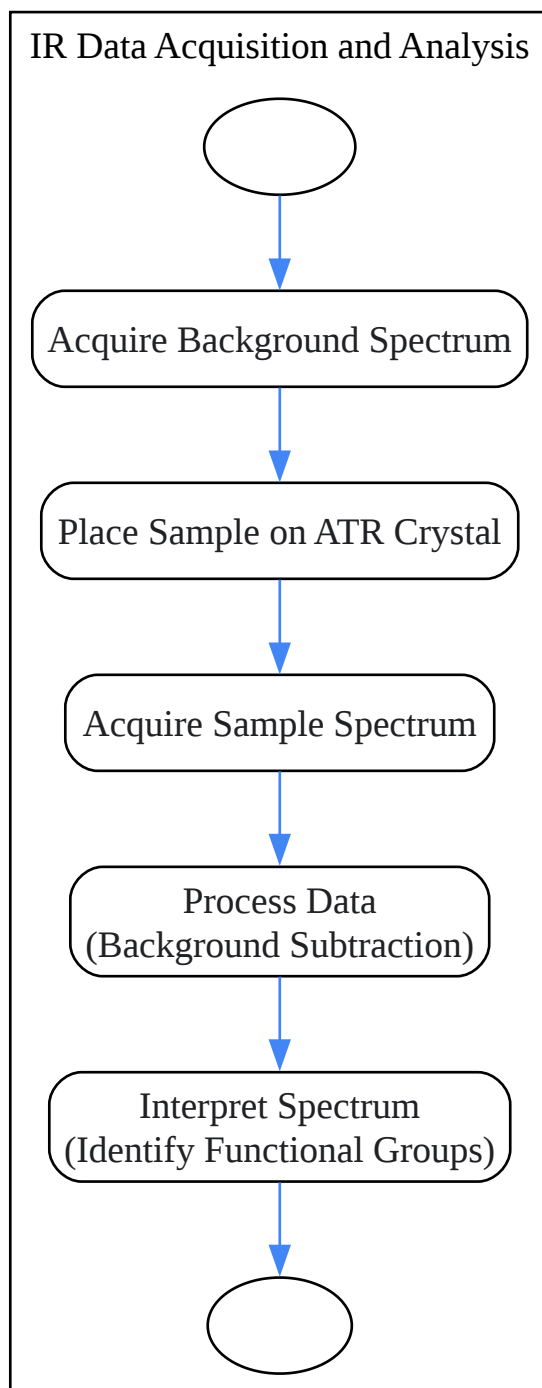 IR Data Acquisition and Analysis
Acquire Background Spectrum
Place Sample on ATR Crystal
Acquire Sample Spectrum
Process Data
(Background Subtraction)
Interpret Spectrum
(Identify Functional Groups)